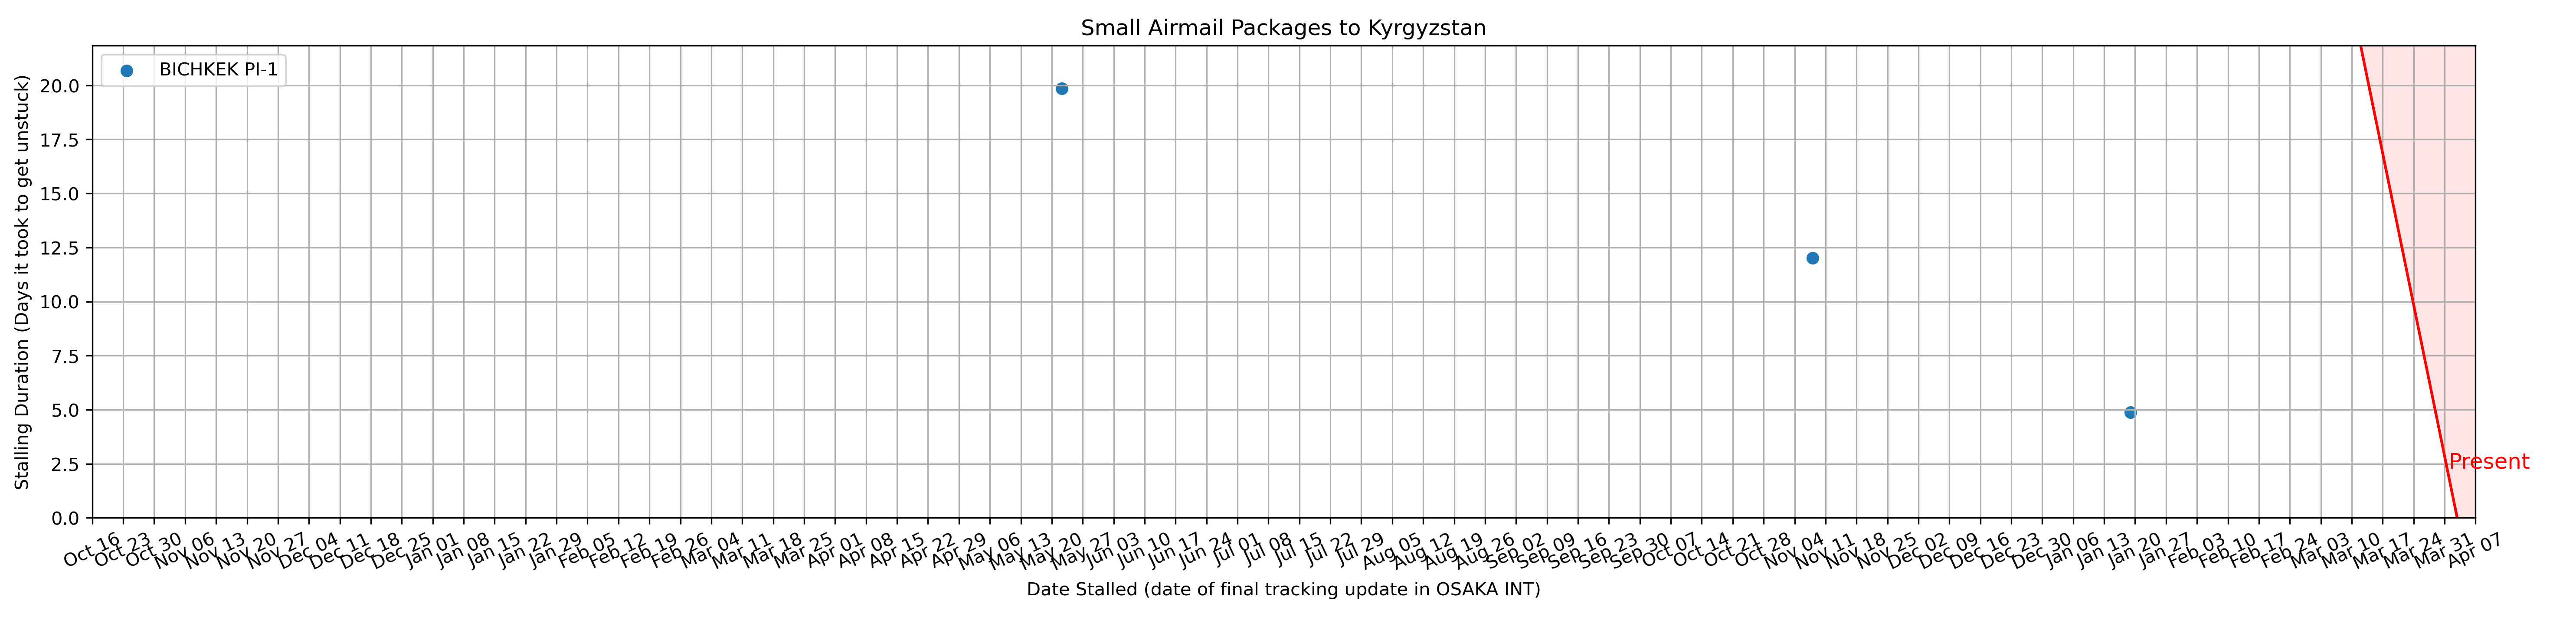 Small Airmail Packages to Kyrgyzstan
BICHKEK PI-1
Stalling Duration (Days it took to get unstuck)
20.0
17.5
15.0
12.5
10.0
7.5
5.0
2.5
0.0
Present
Oct 16
Oct 23
Oct 30
Nov 06
Nov 13
Nov 20
Nov 27
Dec 04
Dec 11
Dec 18
Dec 25
Jan 01
Jan 08
Jan 15
Jan 22
Jan 29
Feb 05
Feb 12
Feb 19
Feb 26
Mar 04
Mar 11
Mar 18
Mar 25
Apr 01
Apr 08
Apr 15
Apr 22
Apr 29
May 06
May 13
May 20
May 27
Jun 03
Jun 10
Jun 17
Jun 24
Jul 01
Jul 08
Jul 15
Jul 22
Jul 29
Aug 05
Aug 12
Aug 19
Aug 26
Sep 02
Sep 09
Sep 16
Sep 23
Sep 30
Oct 07
Oct 14
Oct 21
Oct 28
Nov 04
Nov 11
Nov 18
Nov 25
Dec 02
Dec 09
Dec 16
Dec 23
Dec 30
Jan 06
Jan 13
Jan 20
Jan 27
Feb 03
Feb 10
Feb 17
Feb 24
Mar 03
Mar 10
Mar 17
Mar 24
Mar 31
Apr 07
Date Stalled (date of final tracking update in OSAKA INT)